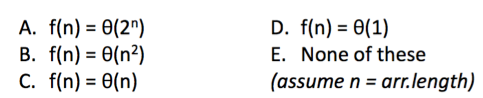 A. f(n) = θ(2ⁿ)
B. f(n) = θ(n²)
C. f(n) = θ(n)
D. f(n) = θ(1)
E. None of these
(assume n = arr.length)